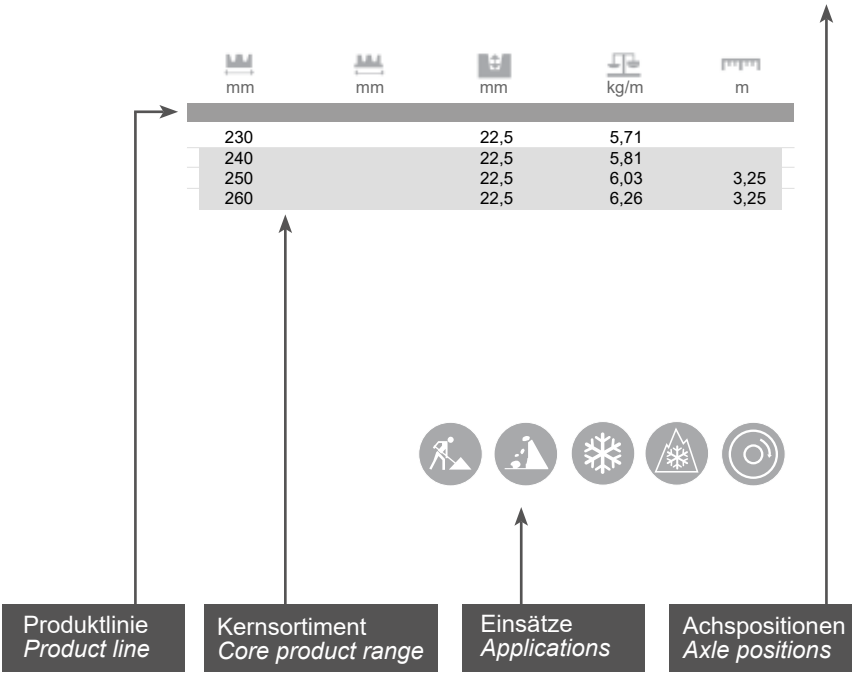 mm mm mm kg/m m
230 22,5 5,71
240 22,5 5,81
250 22,5 6,03 3,25
260 22,5 6,26 3,25
Produktlinie
Product line
Kernsortiment
Core product range
Einsätze
Applications
Achspositionen
Axle positions